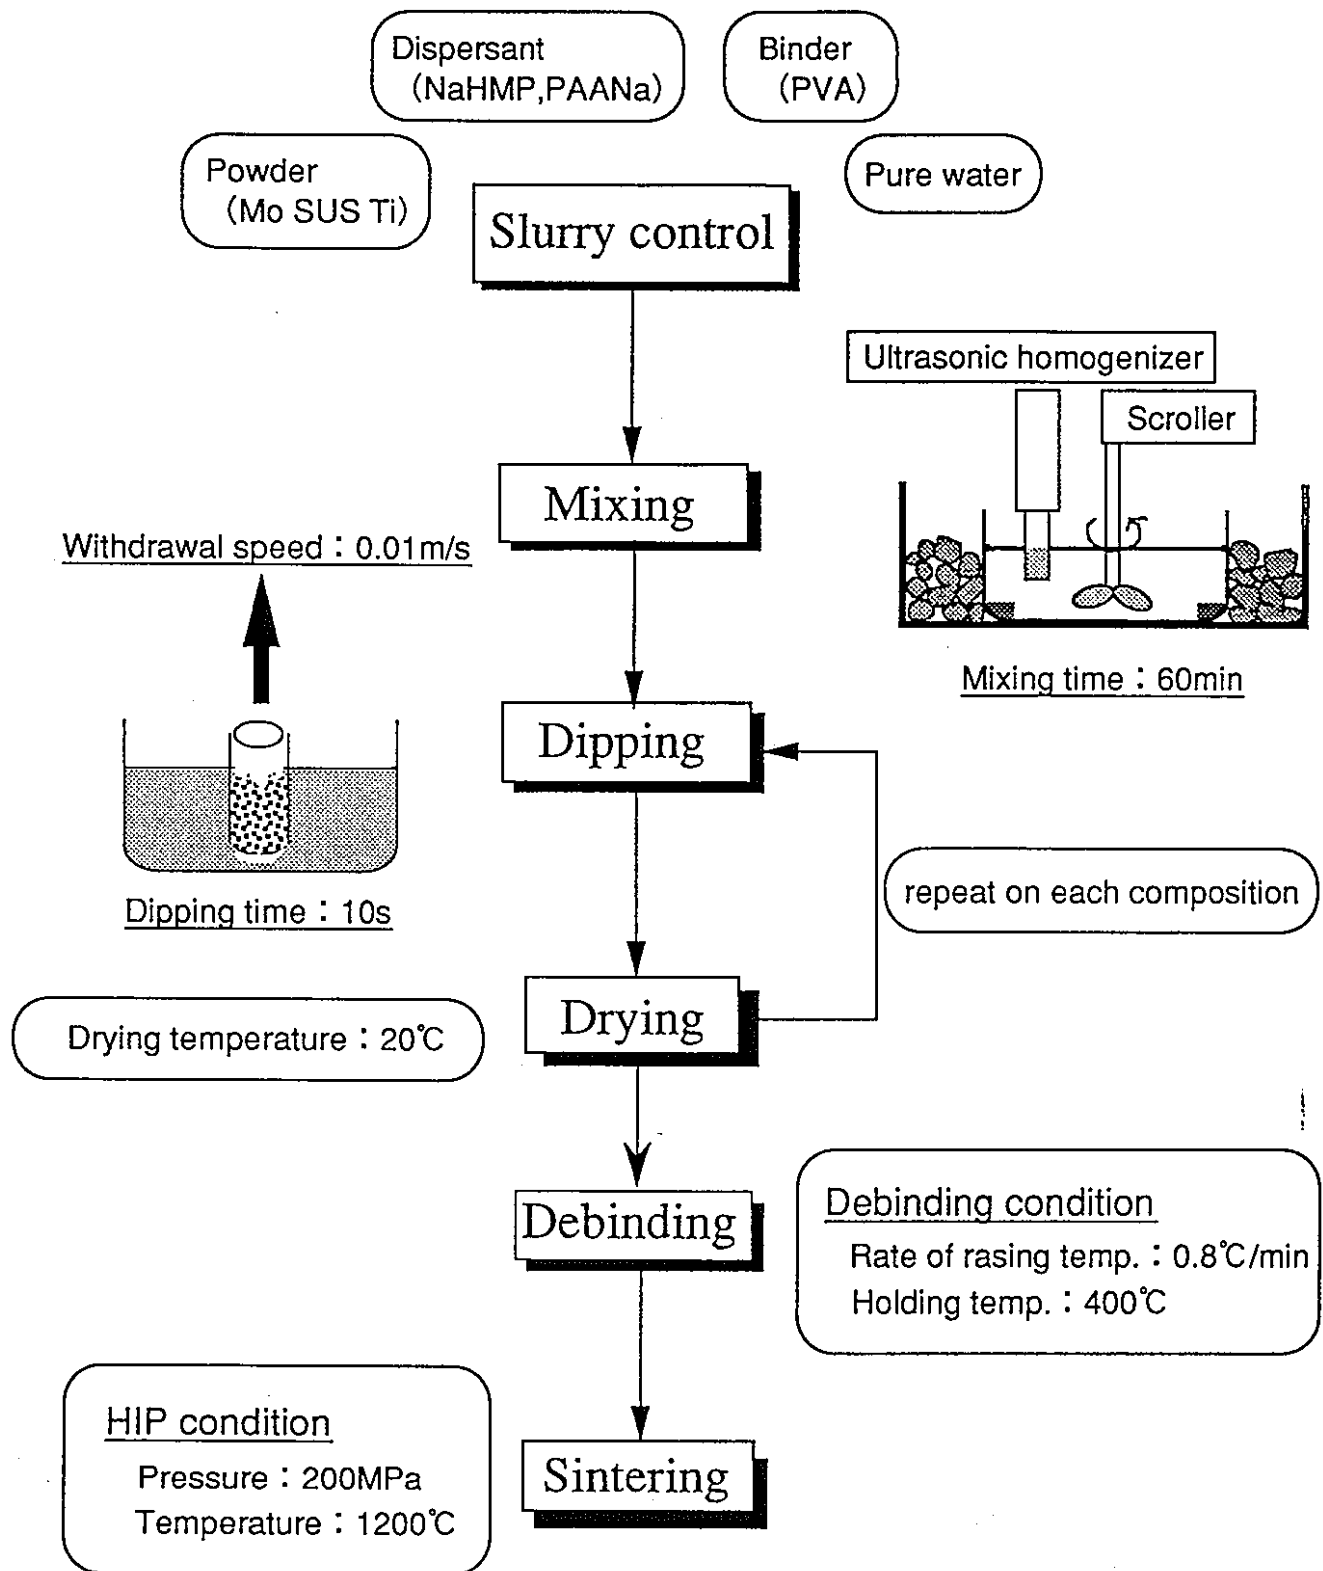 Dispersant
(NaHMP,PAANa)
Binder
(PVA)
Powder
(Mo SUS Ti)
Pure water
Slurry control
Ultrasonic homogenizer
Scroller
Mixing
Withdrawal speed：0.01m/s
Mixing time：60min
Dipping
Dipping time：10s
repeat on each composition
Drying
Drying temperature：20℃
Debinding
Debinding condition
Rate of rasing temp.：0.8℃/min
Holding temp.：400℃
HIP condition
Pressure：200MPa
Temperature：1200℃
Sintering